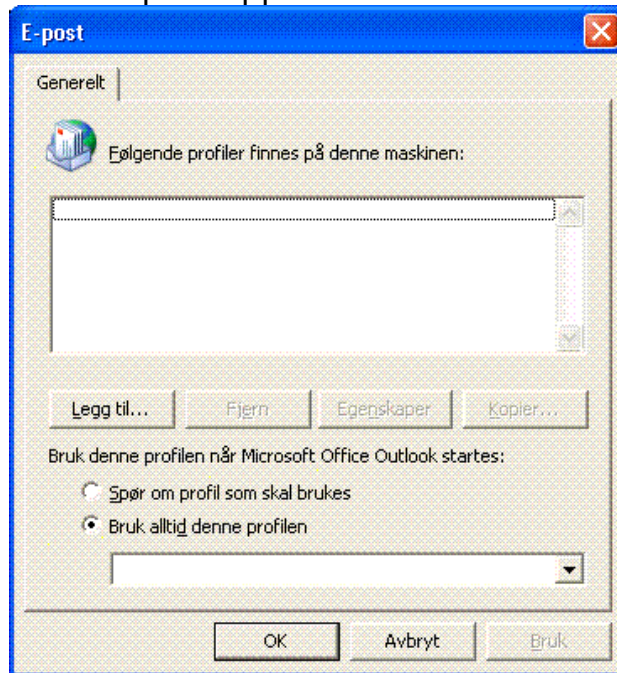 E-post
Generelt
Følgende profiler finnes på denne maskinen:
Legg til... Fjern Egenskaper Kopier...
Bruk denne profilen når Microsoft Office Outlook startes:
Spør om profil som skal brukes
Bruk alltid denne profilen
OK Avbryt Bruk